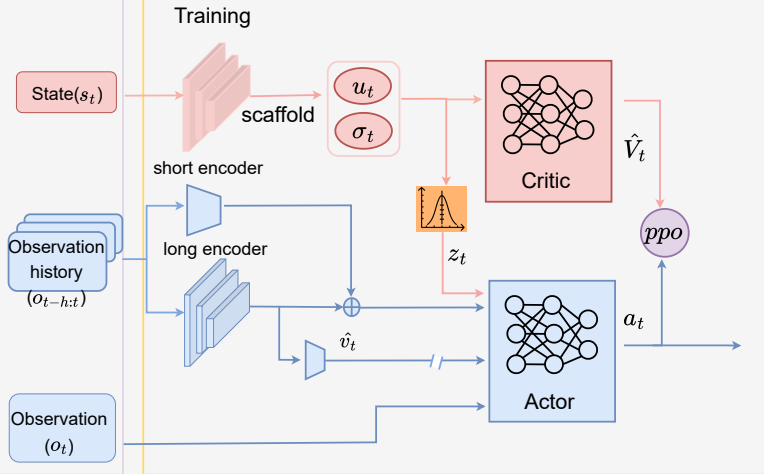 Training
State(s_t)
scaffold
u_t
σ_t
Critic
V̂_t
short encoder
Observation
history
(o_{t−h:t})
long encoder
z_t
ppo
v̂_t
a_t
Actor
Observation
(o_t)